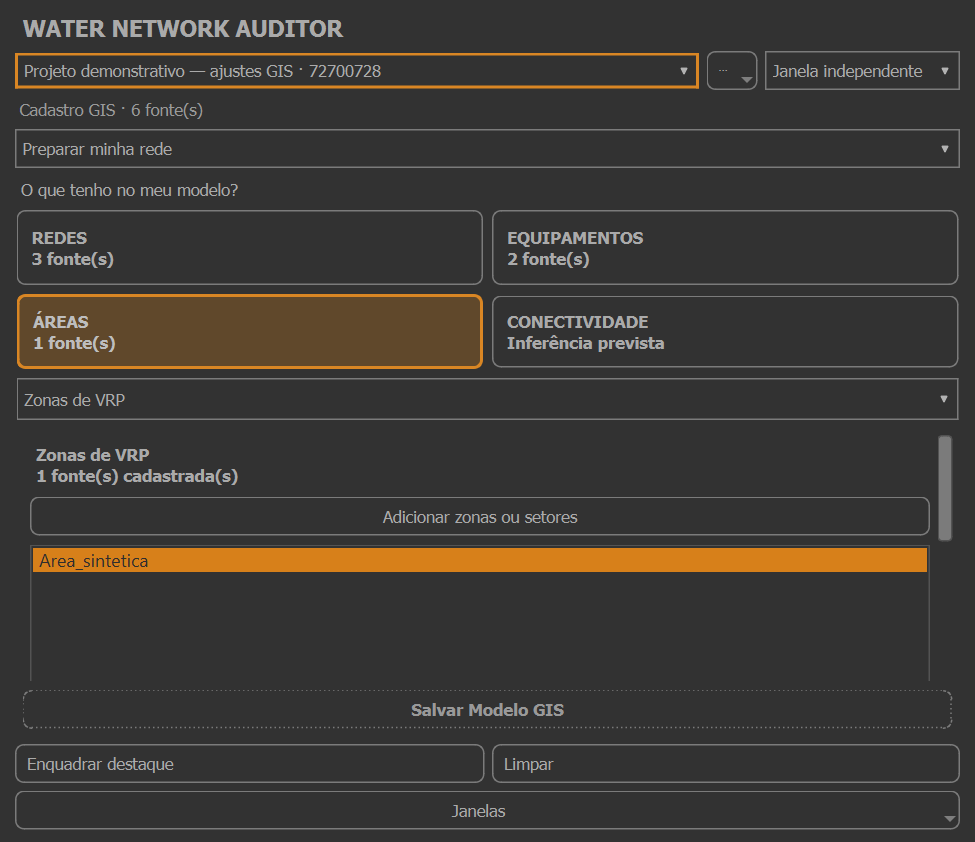 WATER NETWORK AUDITOR
Projeto demonstrativo — ajustes GIS · 72700728
...
Janela independente
Cadastro GIS · 6 fonte(s)
Preparar minha rede
O que tenho no meu modelo?
REDES
3 fonte(s)
EQUIPAMENTOS
2 fonte(s)
ÁREAS
1 fonte(s)
CONECTIVIDADE
Inferência prevista
Zonas de VRP
Zonas de VRP
1 fonte(s) cadastrada(s)
Adicionar zonas ou setores
Area_sintetica
Salvar Modelo GIS
Enquadrar destaque
Limpar
Janelas